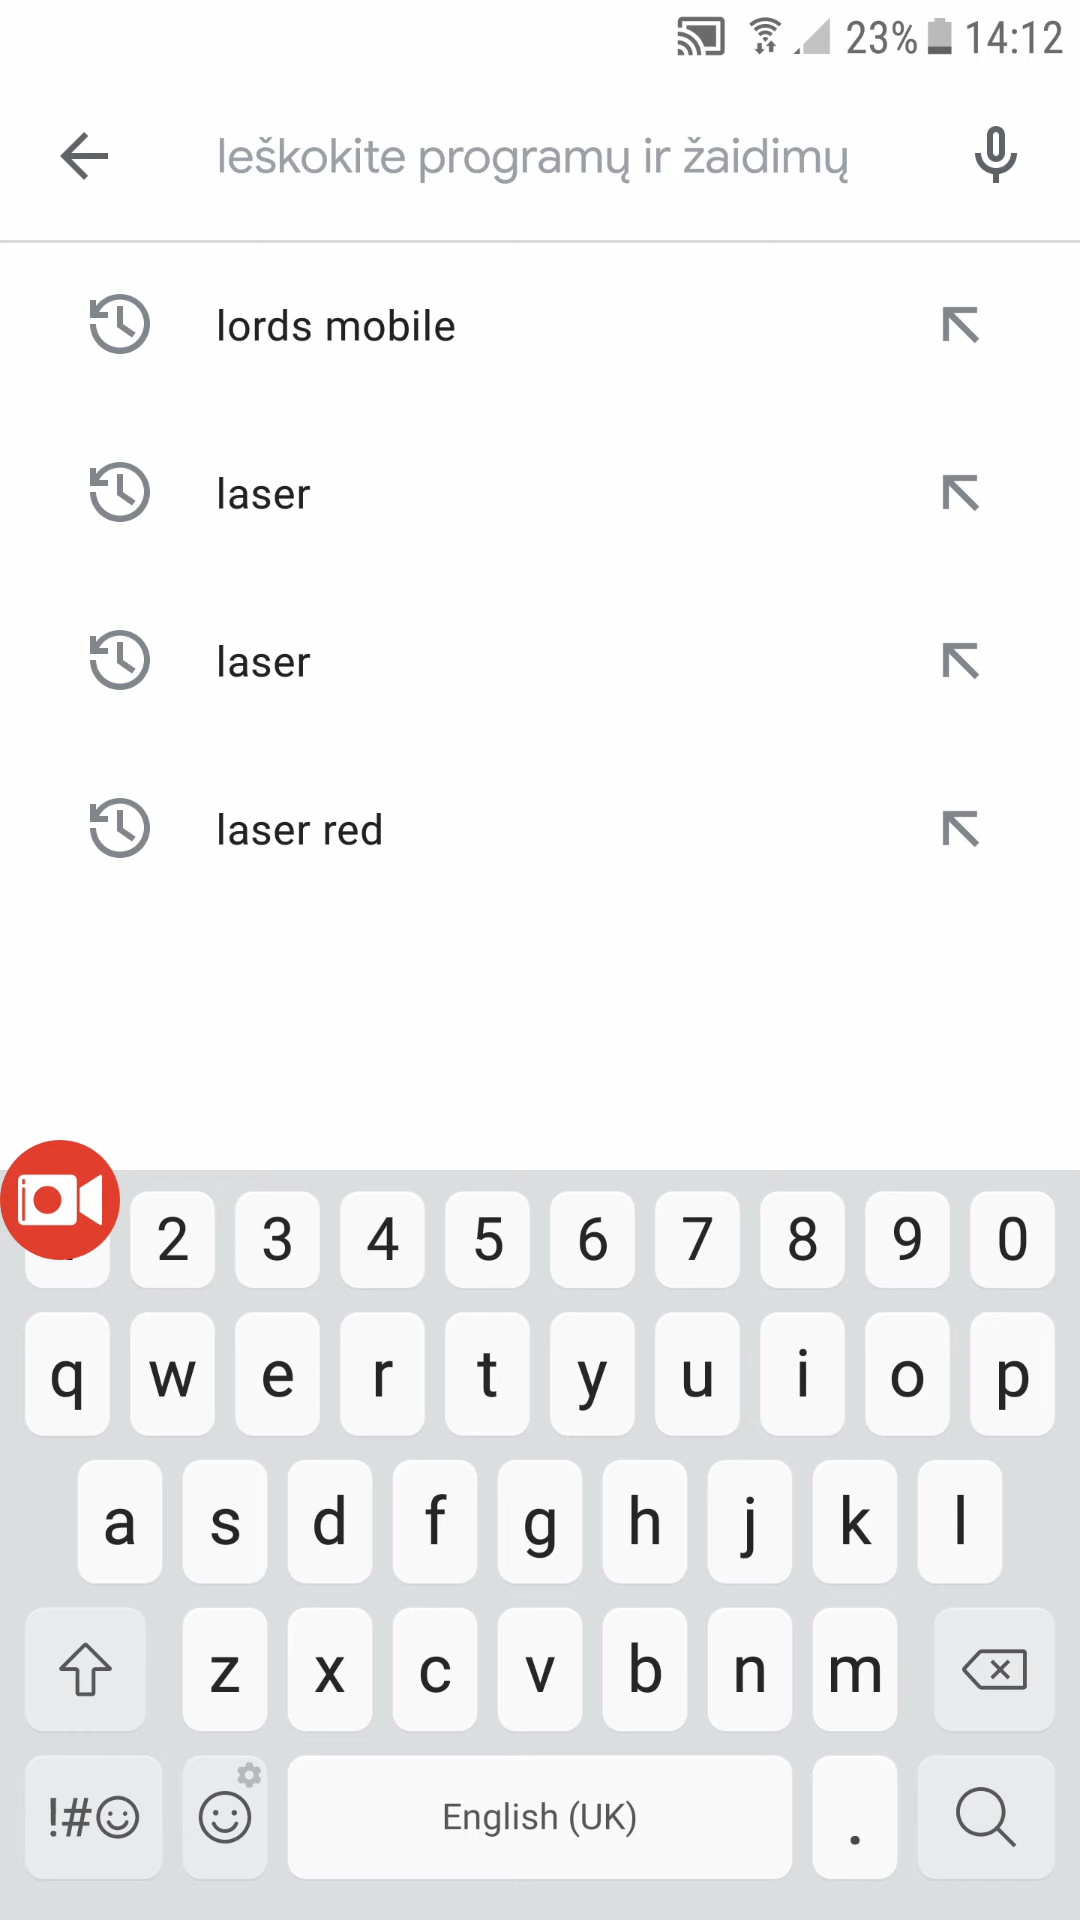 23% 14:12
Ieškokite programų ir žaidimų
lords mobile
laser
laser
laser red
2 3 4 5 6 7 8 9 0
q w e r t y u i o p
a s d f g h j k l
z x c v b n m
!# English (UK) .